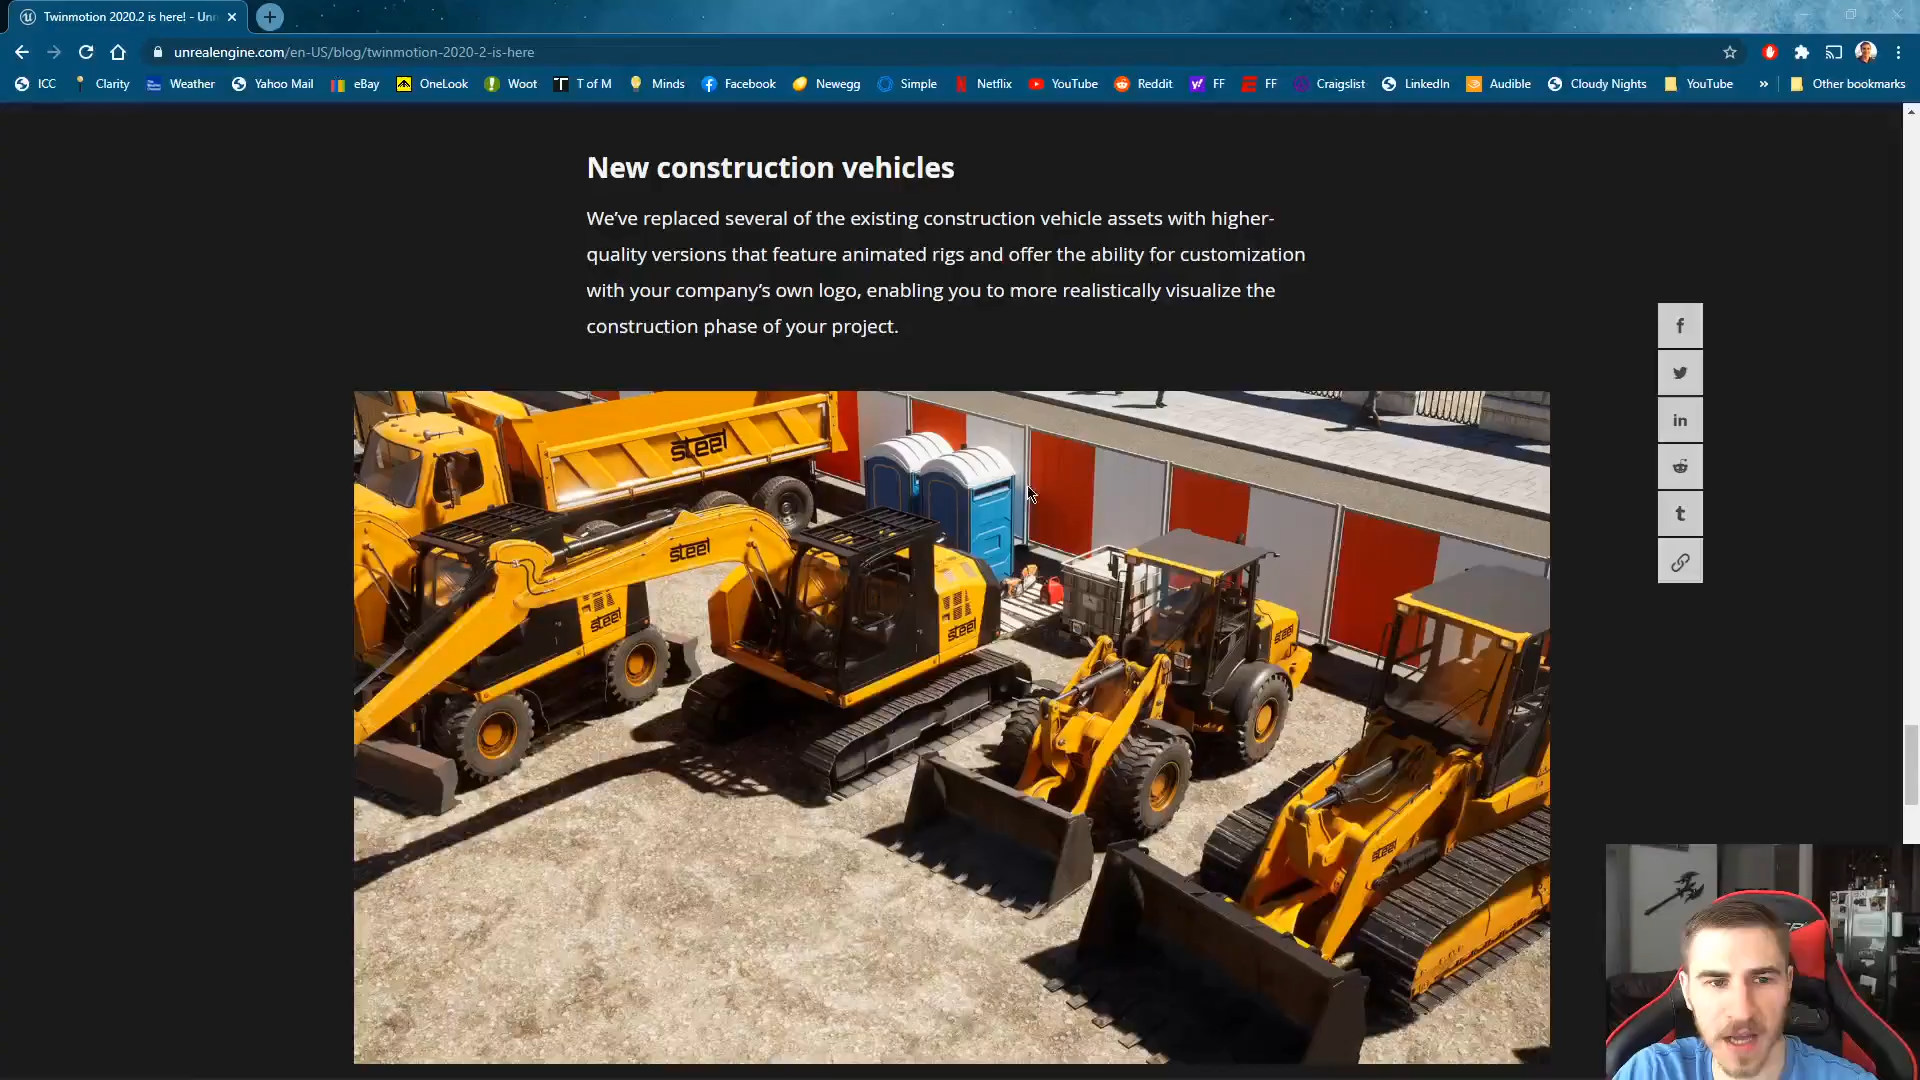 Twinmotion 2020.2 is here! - Un
unrealengine.com/en-US/blog/twinmotion-2020-2-is-here
ICC Clarity Weather Yahoo Mail eBay OneLook Woot T of M Minds Facebook Newegg Simple Netflix YouTube Reddit FF FF Craigslist LinkedIn Audible Cloudy Nights YouTube » Other bookmarks
New construction vehicles
We’ve replaced several of the existing construction vehicle assets with higher-
quality versions that feature animated rigs and offer the ability for customization
with your company’s own logo, enabling you to more realistically visualize the
construction phase of your project.
steel
steel
steel
steel
steel
steel